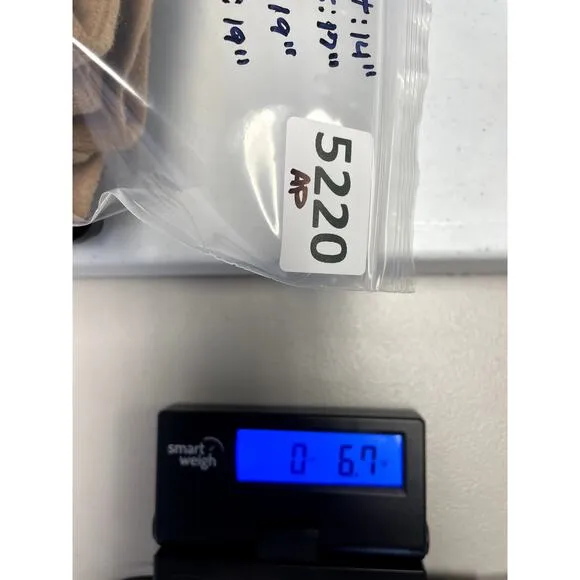 t: 14"
: 17"
19"
: 19"
5220
AP
smart
weigh
0 6.7